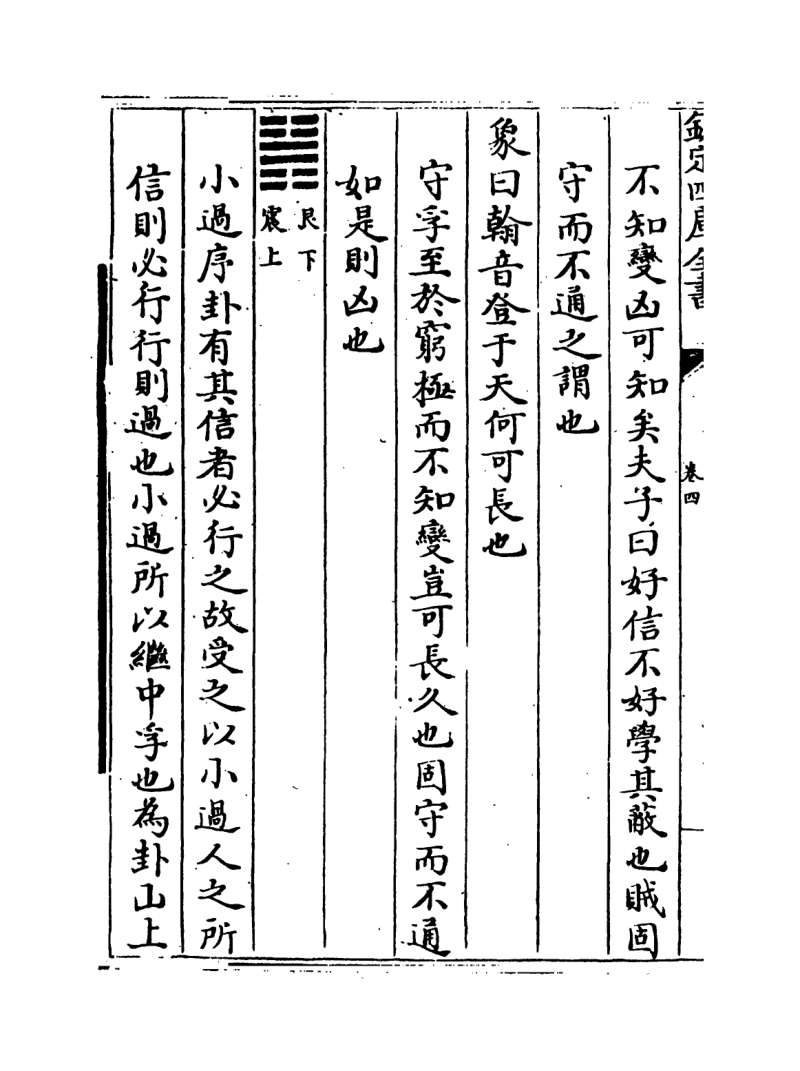 欽定四庫全書
卷四
不知變凶可知矣夫子曰好信不好學其蔽也賊固
守而不通之謂也
象曰翰音登于天何可長也
守孚至於窮極而不知變豈可長久也固守而不通
如是則凶也
艮下
震上
小過序卦有其信者必行之故受之以小過人之所
信則必行行則過也小過所以繼中孚也為卦山上